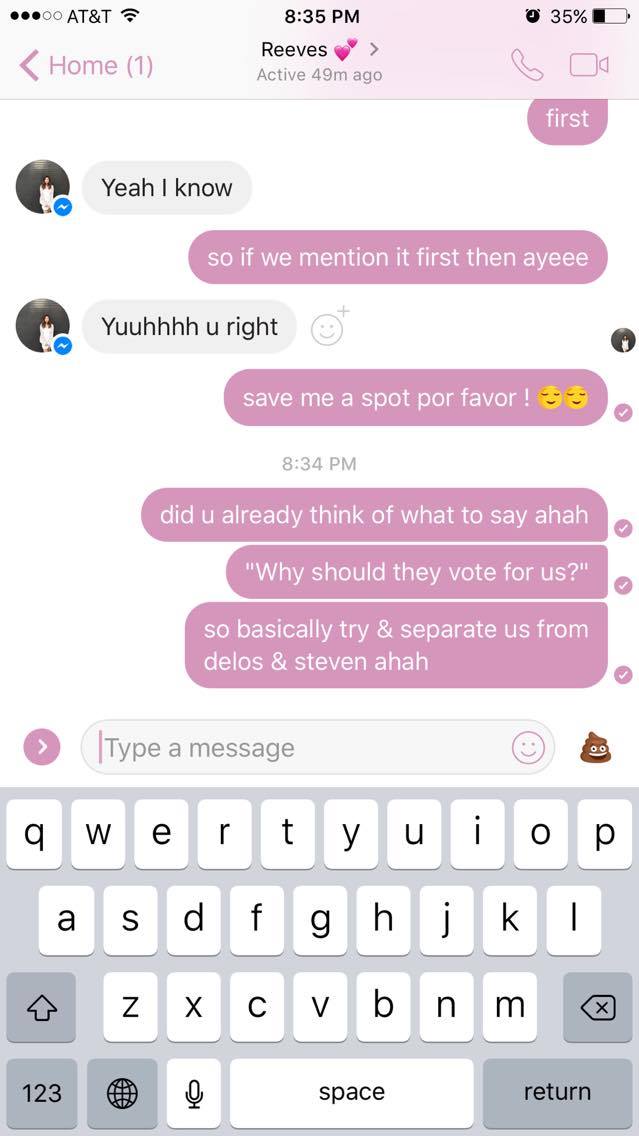 AT&T 8:35 PM 35%
Home (1) Reeves 💕 >
Active 49m ago
first
Yeah I know
so if we mention it first then ayeee
Yuuhhhh u right
save me a spot por favor ! 😌😌
8:34 PM
did u already think of what to say ahah
"Why should they vote for us?"
so basically try & separate us from
delos & steven ahah
Type a message
q w e r t y u i o p
a s d f g h j k l
z x c v b n m
123 space return